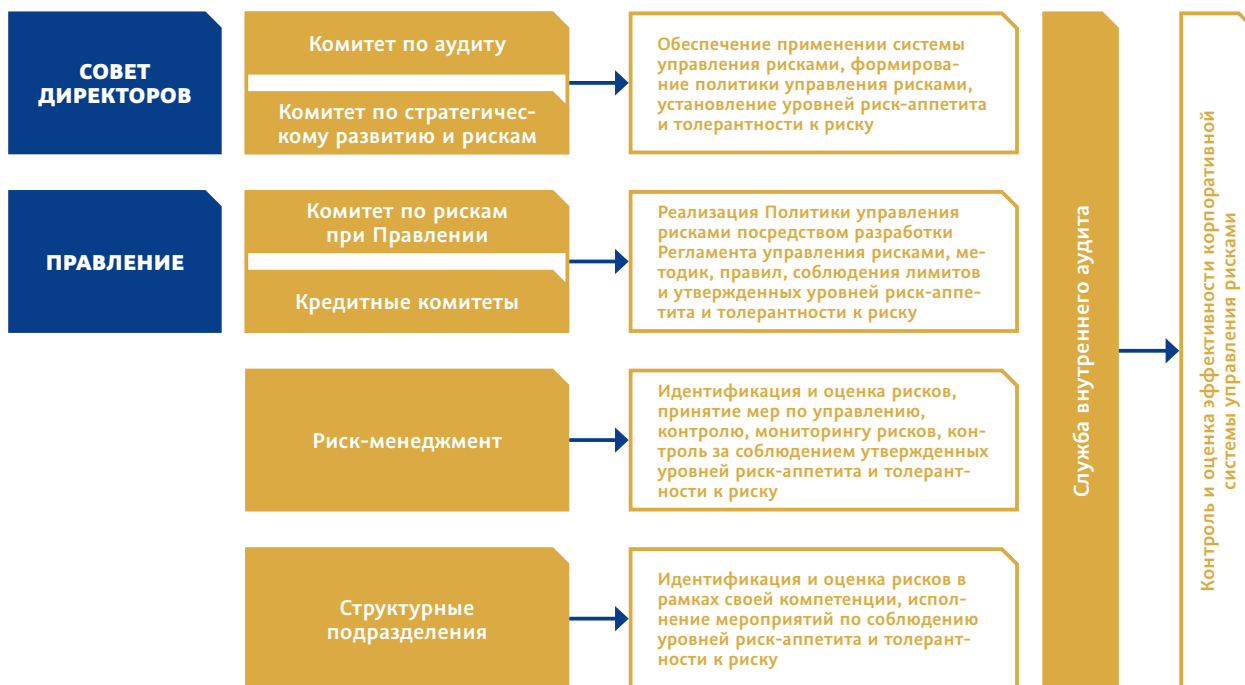 СОВЕТ
ДИРЕКТОРОВ
Комитет по аудиту
Комитет по стратегичес-
кому развитию и рискам
Обеспечение применении системы
управления рисками, формирова-
ние политики управления рисками,
установление уровней риск-аппетита
и толерантности к риску
ПРАВЛЕНИЕ
Комитет по рискам
при Правлении
Кредитные комитеты
Реализация Политики управления
рисками посредством разработки
Регламента управления рисками, ме-
тодик, правил, соблюдения лимитов
и утвержденных уровней риск-аппе-
тита и толерантности к риску
Риск-менеджмент
Идентификация и оценка рисков,
принятие мер по управлению,
контролю, мониторингу рисков, кон-
троль за соблюдением утвержденных
уровней риск-аппетита и толерант-
ности к риску
Структурные
подразделения
Идентификация и оценка рисков в
рамках своей компетенции, испол-
нение мероприятий по соблюдению
уровней риск-аппетита и толерант-
ности к риску
Служба внутреннего аудита
Контроль и оценка эффективности корпоративной
системы управления рисками